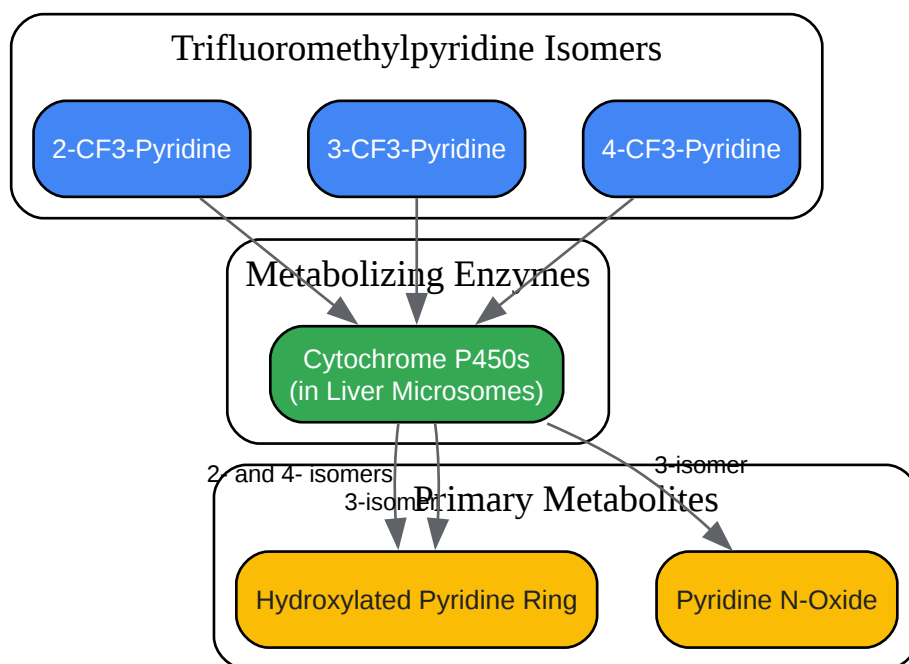 Trifluoromethylpyridine Isomers
2-CF3-Pyridine
3-CF3-Pyridine
4-CF3-Pyridine
Metabolizing Enzymes
Cytochrome P450s
(in Liver Microsomes)
2- and 4- isomers
3-isomer
3-isomer
Primary Metabolites
Hydroxylated Pyridine Ring
Pyridine N-Oxide